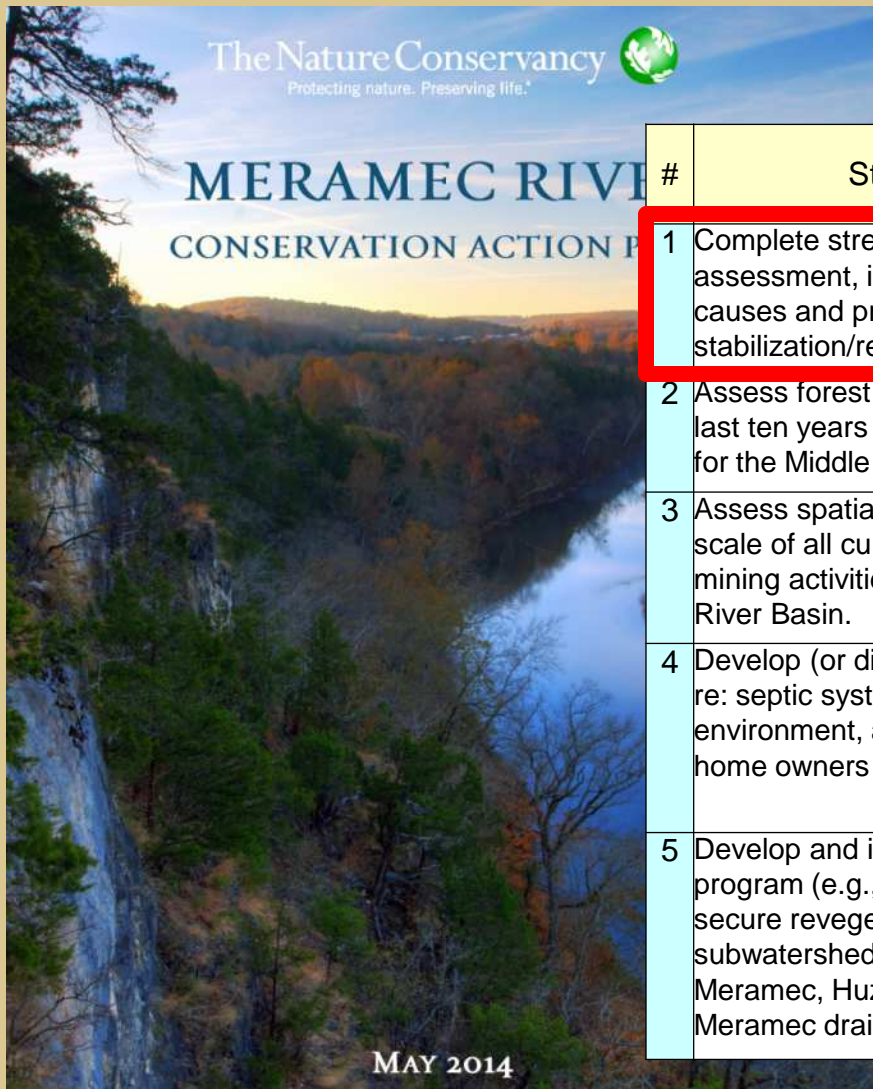 The Nature Conservancy
Protecting nature. Preserving life.
MERAMEC RIVE
CONSERVATION ACTION P
#
St
1 Complete stre
assessment, i
causes and pr
stabilization/re
2 Assess forest
last ten years
for the Middle
3 Assess spatia
scale of all cu
mining activitie
River Basin.
4 Develop (or di
re: septic syst
environment, a
home owners
5 Develop and i
program (e.g.,
secure revege
subwatershed
Meramec, Huz
Meramec drai
MAY 2014